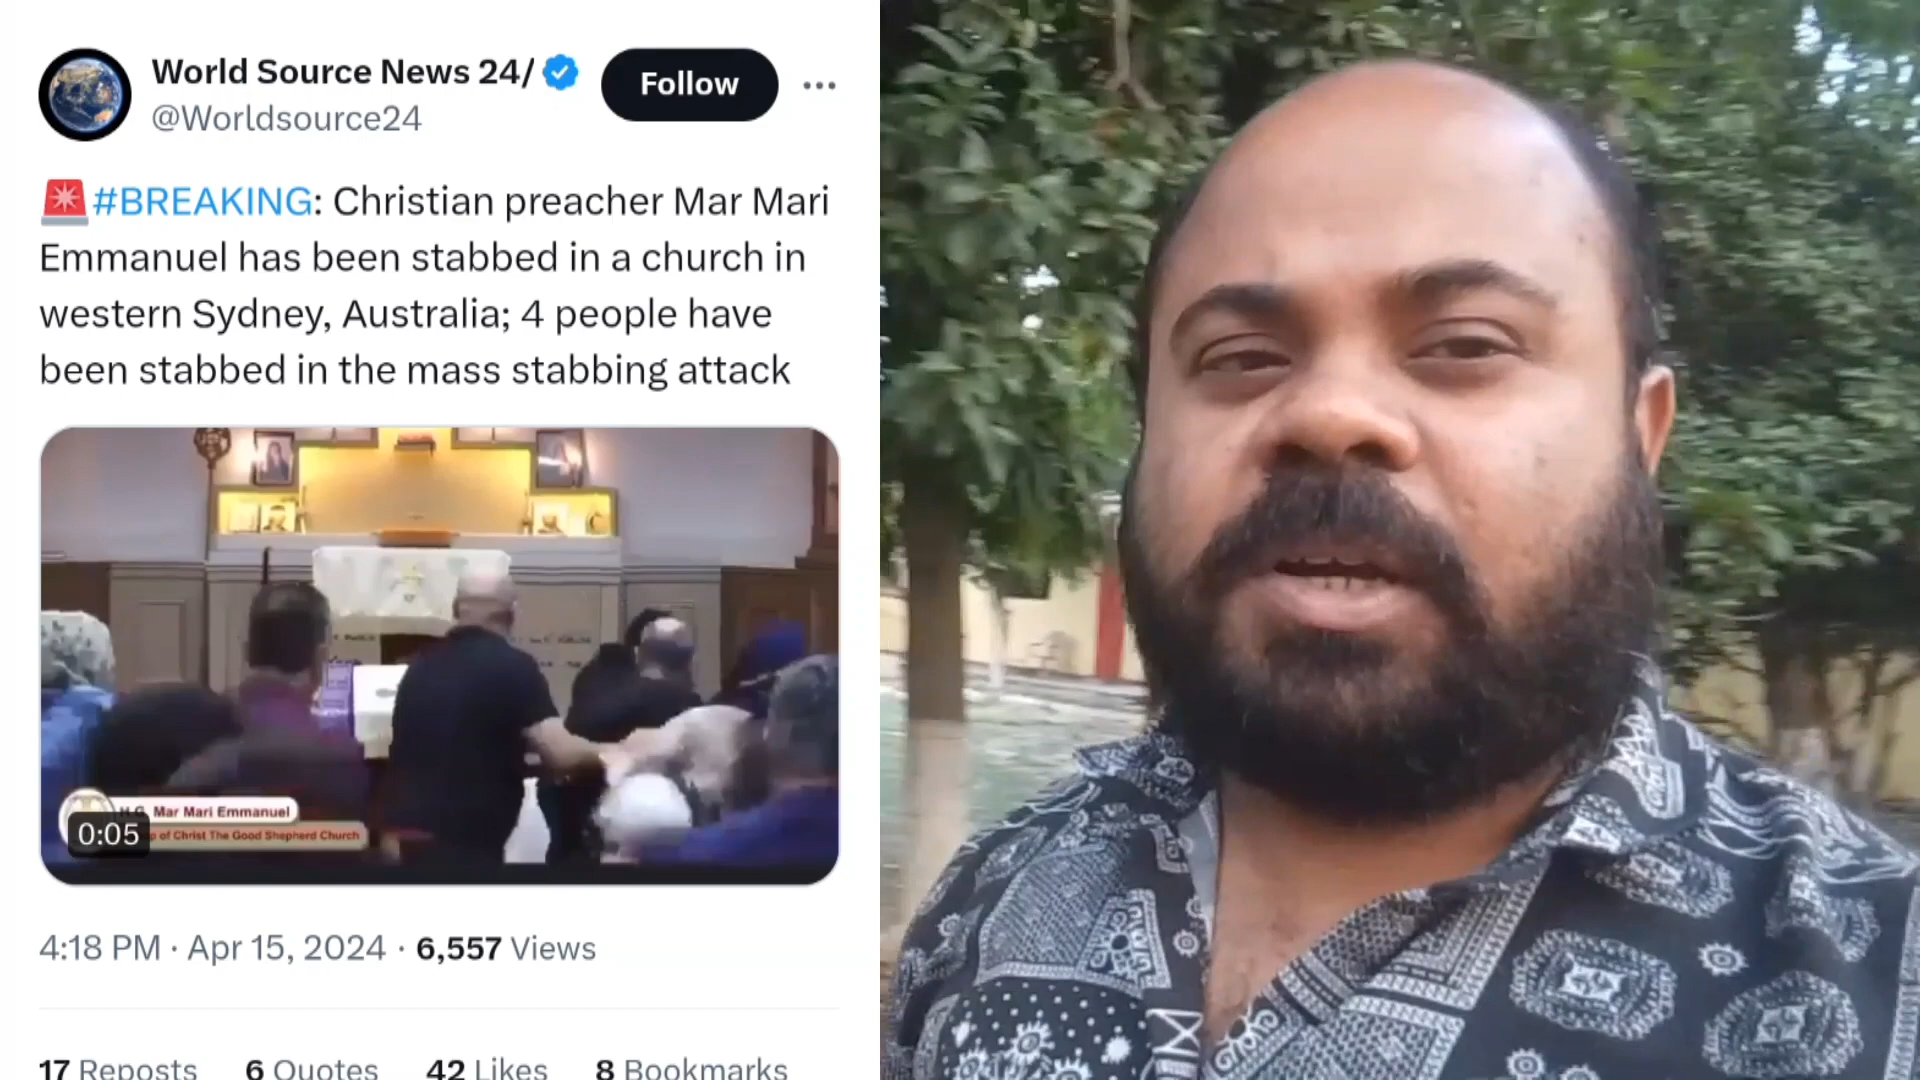 World Source News 24/
Follow
@Worldsource24
#BREAKING: Christian preacher Mar Mari
Emmanuel has been stabbed in a church in
western Sydney, Australia; 4 people have
been stabbed in the mass stabbing attack
Mar Mari Emmanuel
of Christ The Good Shepherd Church
0:05
4:18 PM · Apr 15, 2024 · 6,557 Views
17 Reposts 6 Quotes 42 Likes 8 Bookmarks